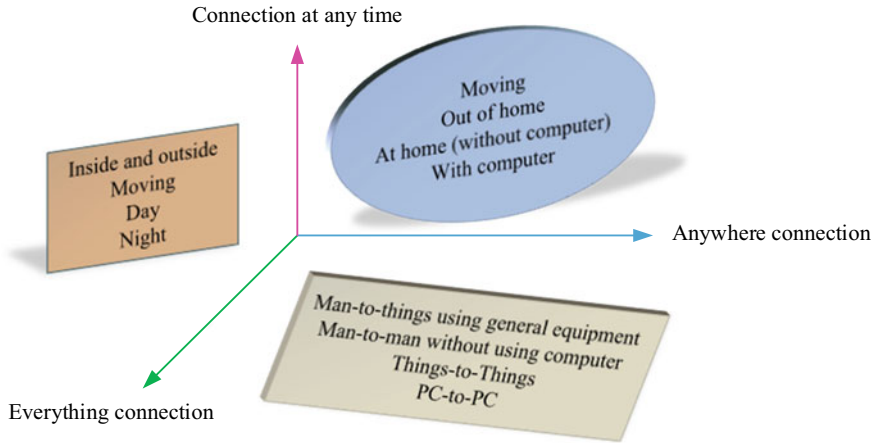 Connection at any time
Moving
Out of home
At home (without computer)
With computer
Inside and outside
Moving
Day
Night
Anywhere connection
Man-to-things using general equipment
Man-to-man without using computer
Things-to-Things
PC-to-PC
Everything connection